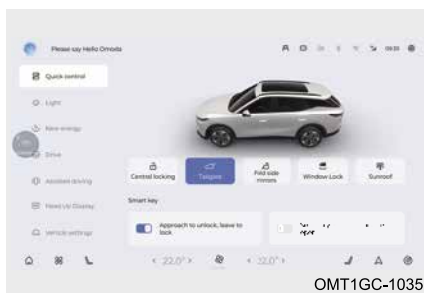 Please say Hello Omoda
09:00
Quick control
Light
New energy
Drive
Assisted driving
Head Up Display
Vehicle settings
Central locking
Tailgate
Fold side mirrors
Window Lock
Sunroof
Smart key
Approach to unlock, leave to lock
< 22.0° >
< 22.0° >
OMT1GC-1035